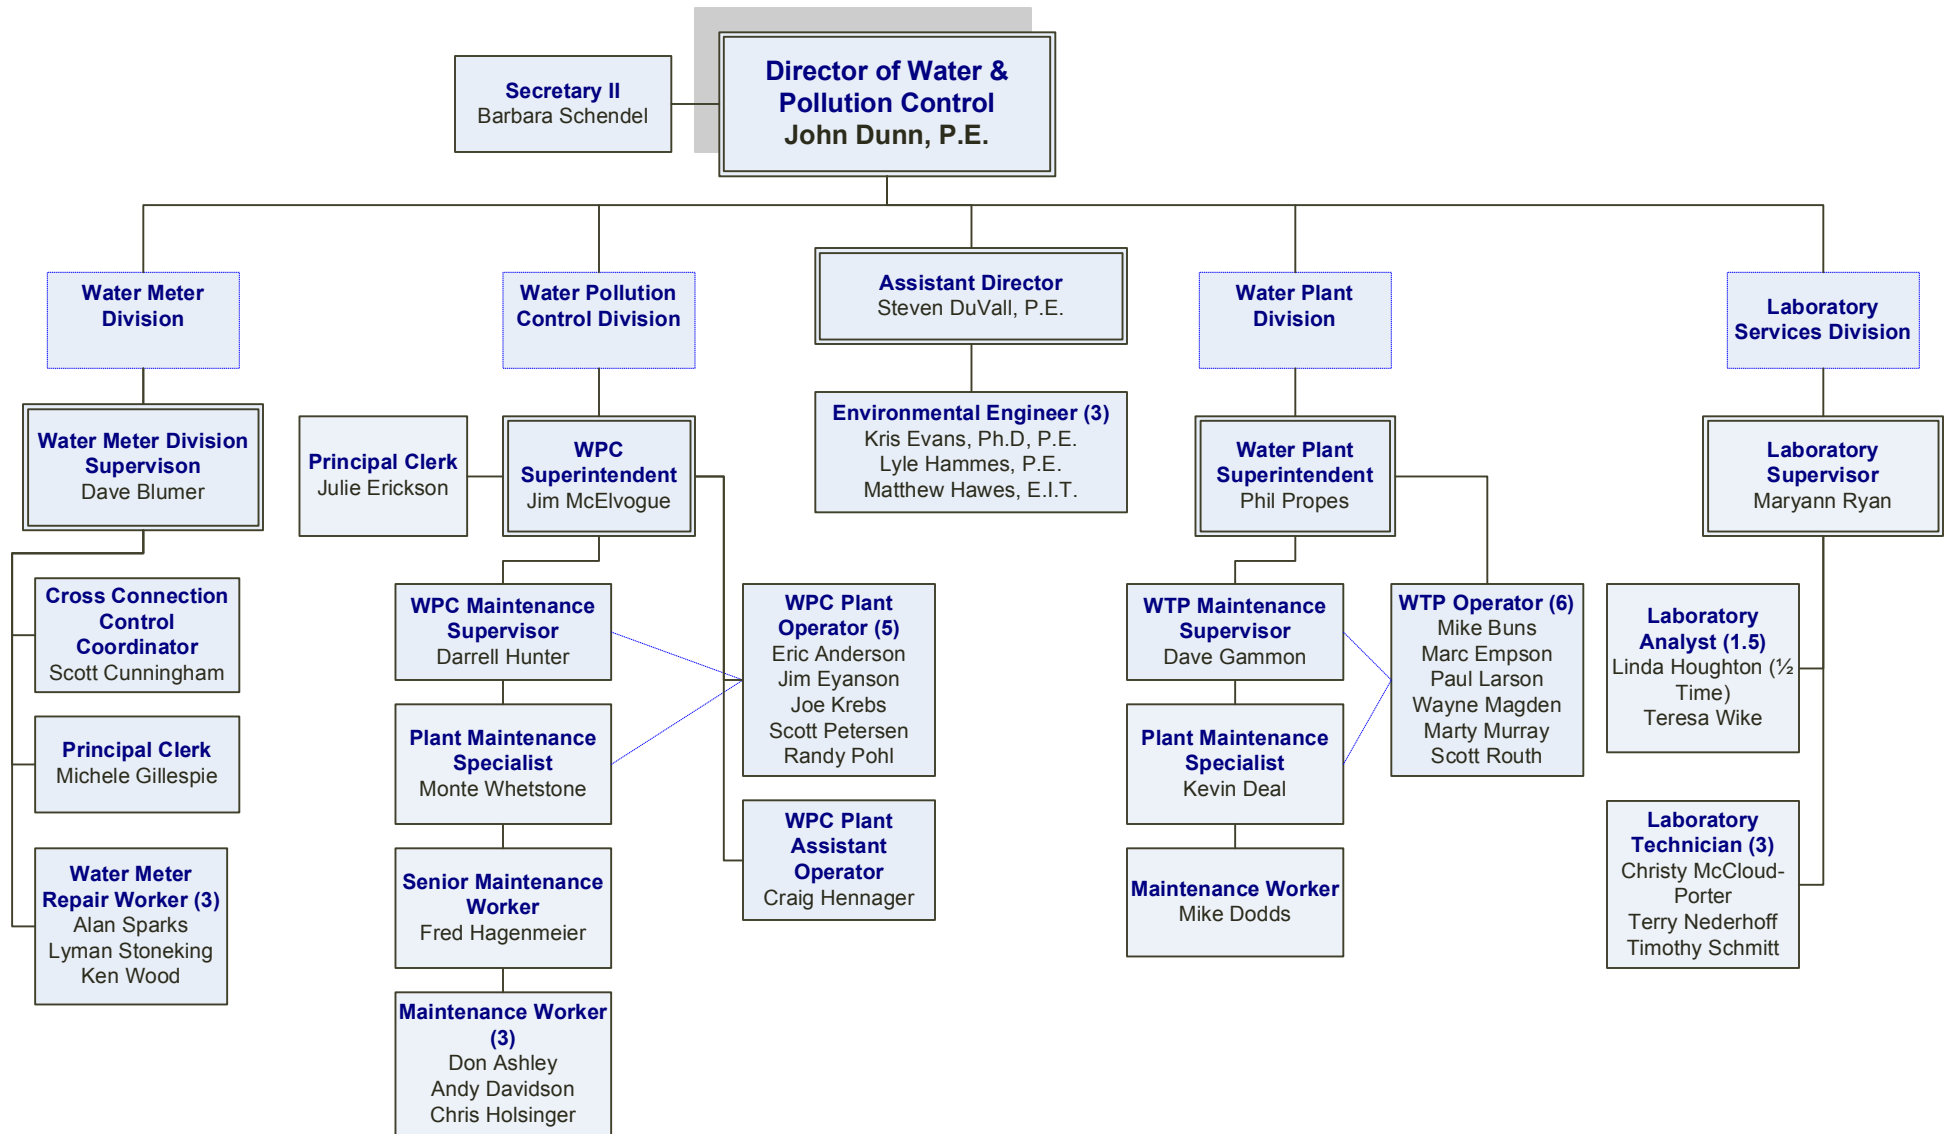 Director of Water &
Pollution Control
John Dunn, P.E.
Secretary II
Barbara Schendel
Water Meter
Division
Water Meter Division
Supervison
Dave Blumer
Cross Connection
Control
Coordinator
Scott Cunningham
Principal Clerk
Michele Gillespie
Water Meter
Repair Worker (3)
Alan Sparks
Lyman Stoneking
Ken Wood
Water Pollution
Control Division
Principal Clerk
Julie Erickson
WPC
Superintendent
Jim McElvogue
WPC Maintenance
Supervisor
Darrell Hunter
Plant Maintenance
Specialist
Monte Whetstone
Senior Maintenance
Worker
Fred Hagenmeier
Maintenance Worker
(3)
Don Ashley
Andy Davidson
Chris Holsinger
WPC Plant
Operator (5)
Eric Anderson
Jim Eyanson
Joe Krebs
Scott Petersen
Randy Pohl
WPC Plant
Assistant
Operator
Craig Hennager
Assistant Director
Steven DuVall, P.E.
Environmental Engineer (3)
Kris Evans, Ph.D, P.E.
Lyle Hammes, P.E.
Matthew Hawes, E.I.T.
Water Plant
Division
Water Plant
Superintendent
Phil Propes
WTP Maintenance
Supervisor
Dave Gammon
Plant Maintenance
Specialist
Kevin Deal
Maintenance Worker
Mike Dodds
WTP Operator (6)
Mike Buns
Marc Empson
Paul Larson
Wayne Magden
Marty Murray
Scott Routh
Laboratory
Services Division
Laboratory
Supervisor
Maryann Ryan
Laboratory
Analyst (1.5)
Linda Houghton (½
Time)
Teresa Wike
Laboratory
Technician (3)
Christy McCloud-
Porter
Terry Nederhoff
Timothy Schmitt